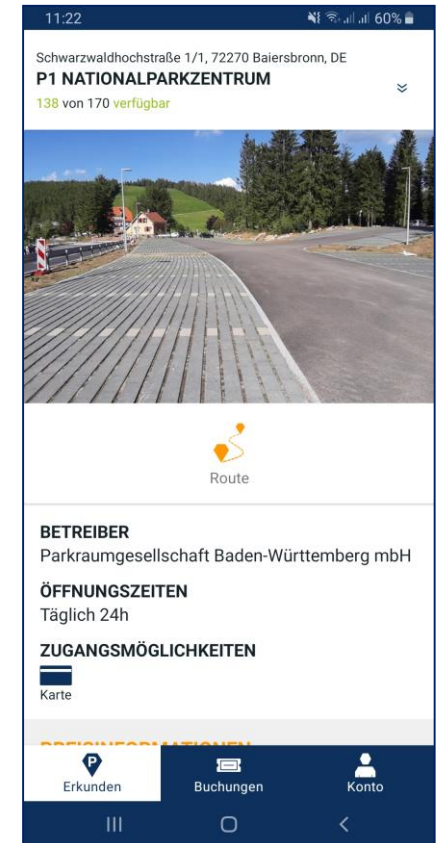 11:22
60%
Schwarzwaldhochstraße 1/1, 72270 Baiersbronn, DE
P1 NATIONALPARKZENTRUM
138 von 170 verfügbar
Route
BETREIBER
Parkraumgesellschaft Baden-Württemberg mbH
ÖFFNUNGSZEITEN
Täglich 24h
ZUGANGSMÖGLICHKEITEN
Karte
PREISINFORMATIONEN
P
Erkunden
Buchungen
Konto